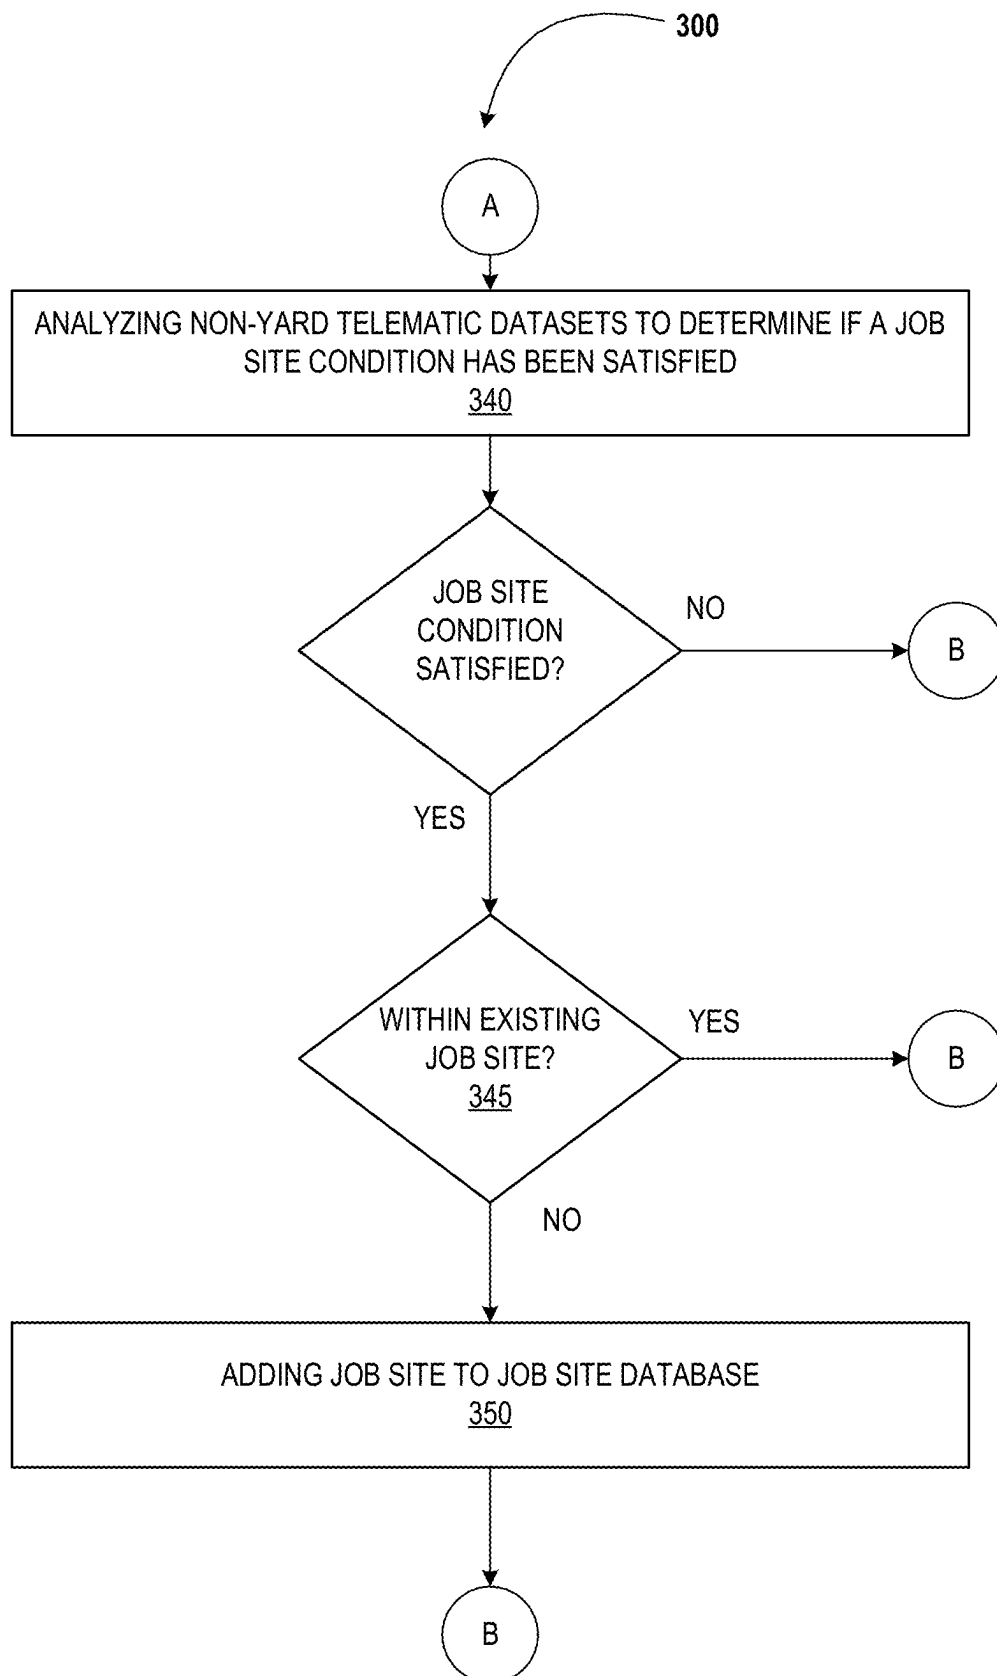 300
A
ANALYZING NON-YARD TELEMATIC DATASETS TO DETERMINE IF A JOB
SITE CONDITION HAS BEEN SATISFIED
340
JOB SITE
CONDITION
SATISFIED?
NO
B
YES
WITHIN EXISTING
JOB SITE?
345
YES
B
NO
ADDING JOB SITE TO JOB SITE DATABASE
350
B